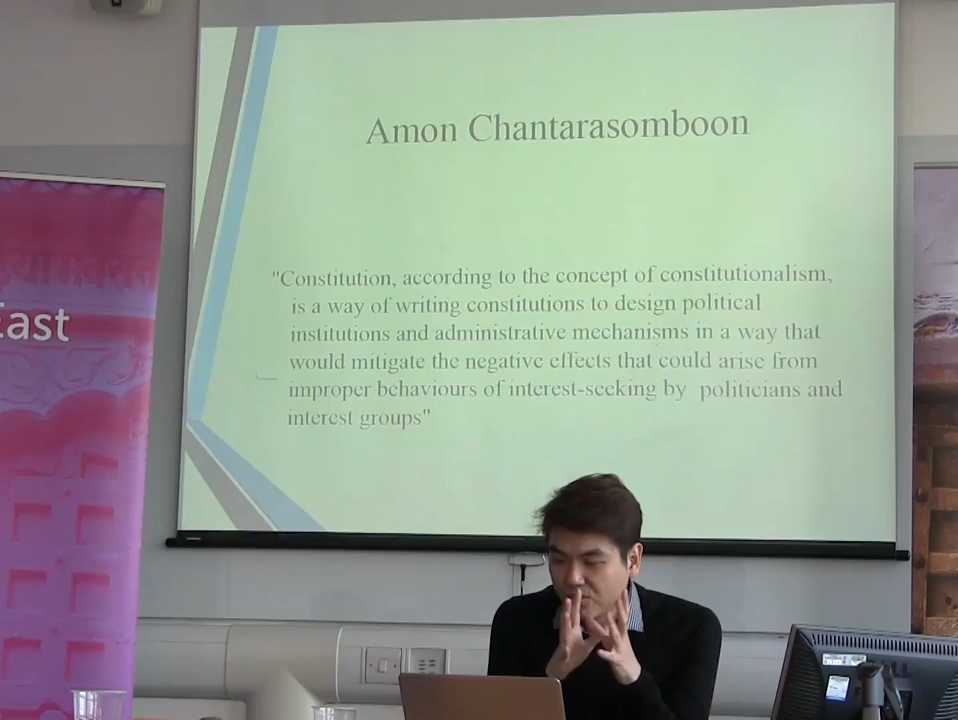 Amon Chantarasomboon
"Constitution, according to the concept of constitutionalism,
is a way of writing constitutions to design political
institutions and administrative mechanisms in a way that
would mitigate the negative effects that could arise from
improper behaviours of interest-seeking by politicians and
interest groups"
East
DELL